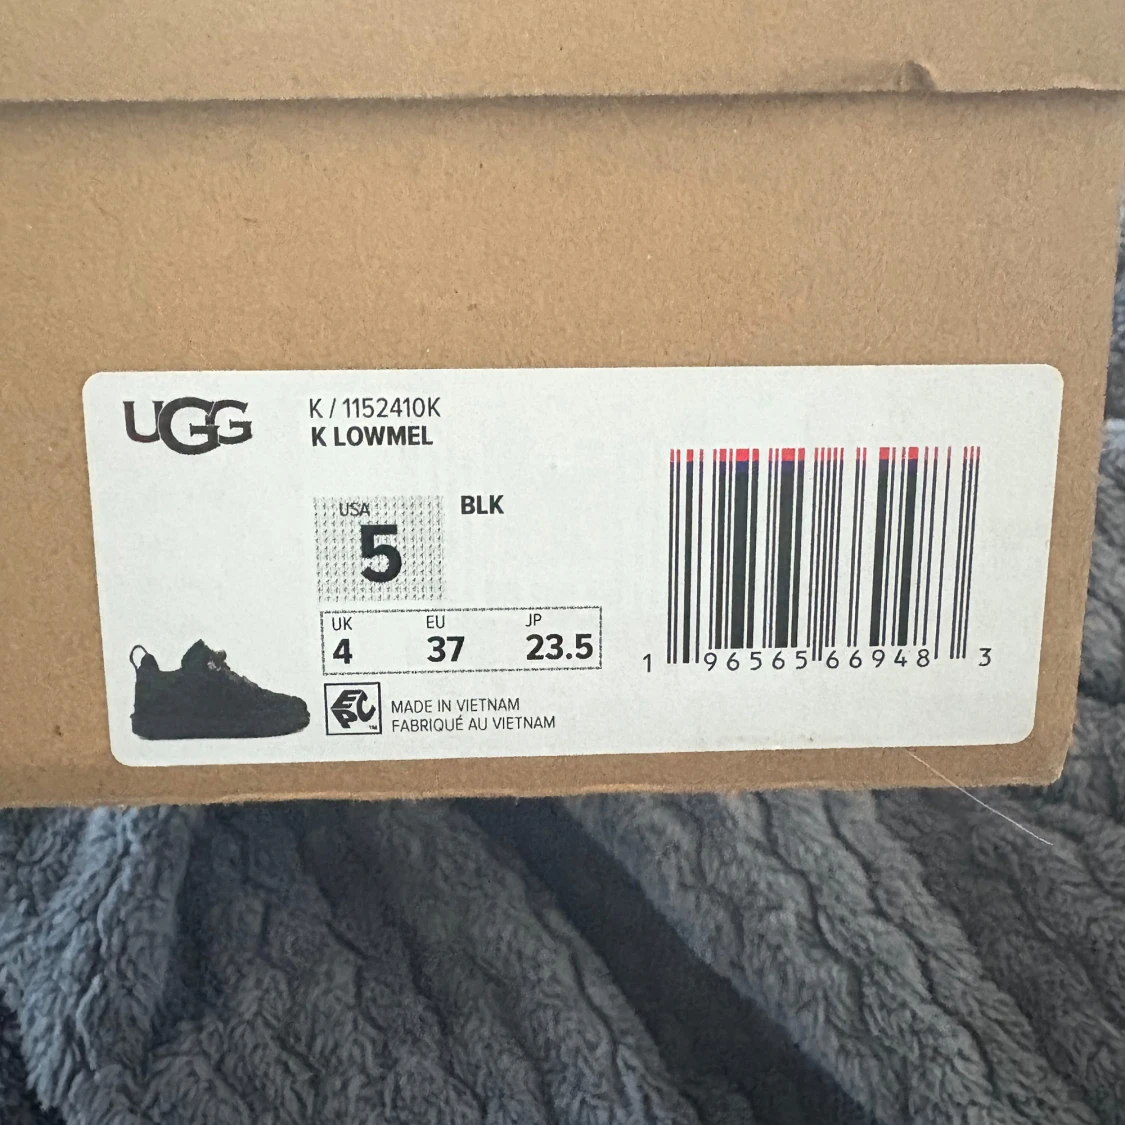 UGG
K / 1152410K
K LOWMEL
USA
5
BLK
UK EU JP
4 37 23.5
EPC™
MADE IN VIETNAM
FABRIQUÉ AU VIETNAM
1 96565 66948 3